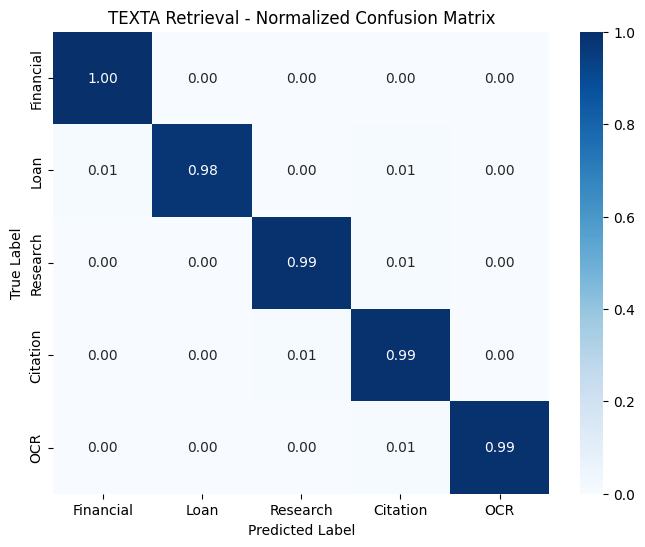 TEXTA Retrieval - Normalized Confusion Matrix
Financial 1.00 0.00 0.00 0.00 0.00
Loan 0.01 0.98 0.00 0.01 0.00
Research 0.00 0.00 0.99 0.01 0.00
Citation 0.00 0.00 0.01 0.99 0.00
OCR 0.00 0.00 0.00 0.01 0.99
True Label
Financial Loan Research Citation OCR
Predicted Label
1.0
0.8
0.6
0.4
0.2
0.0